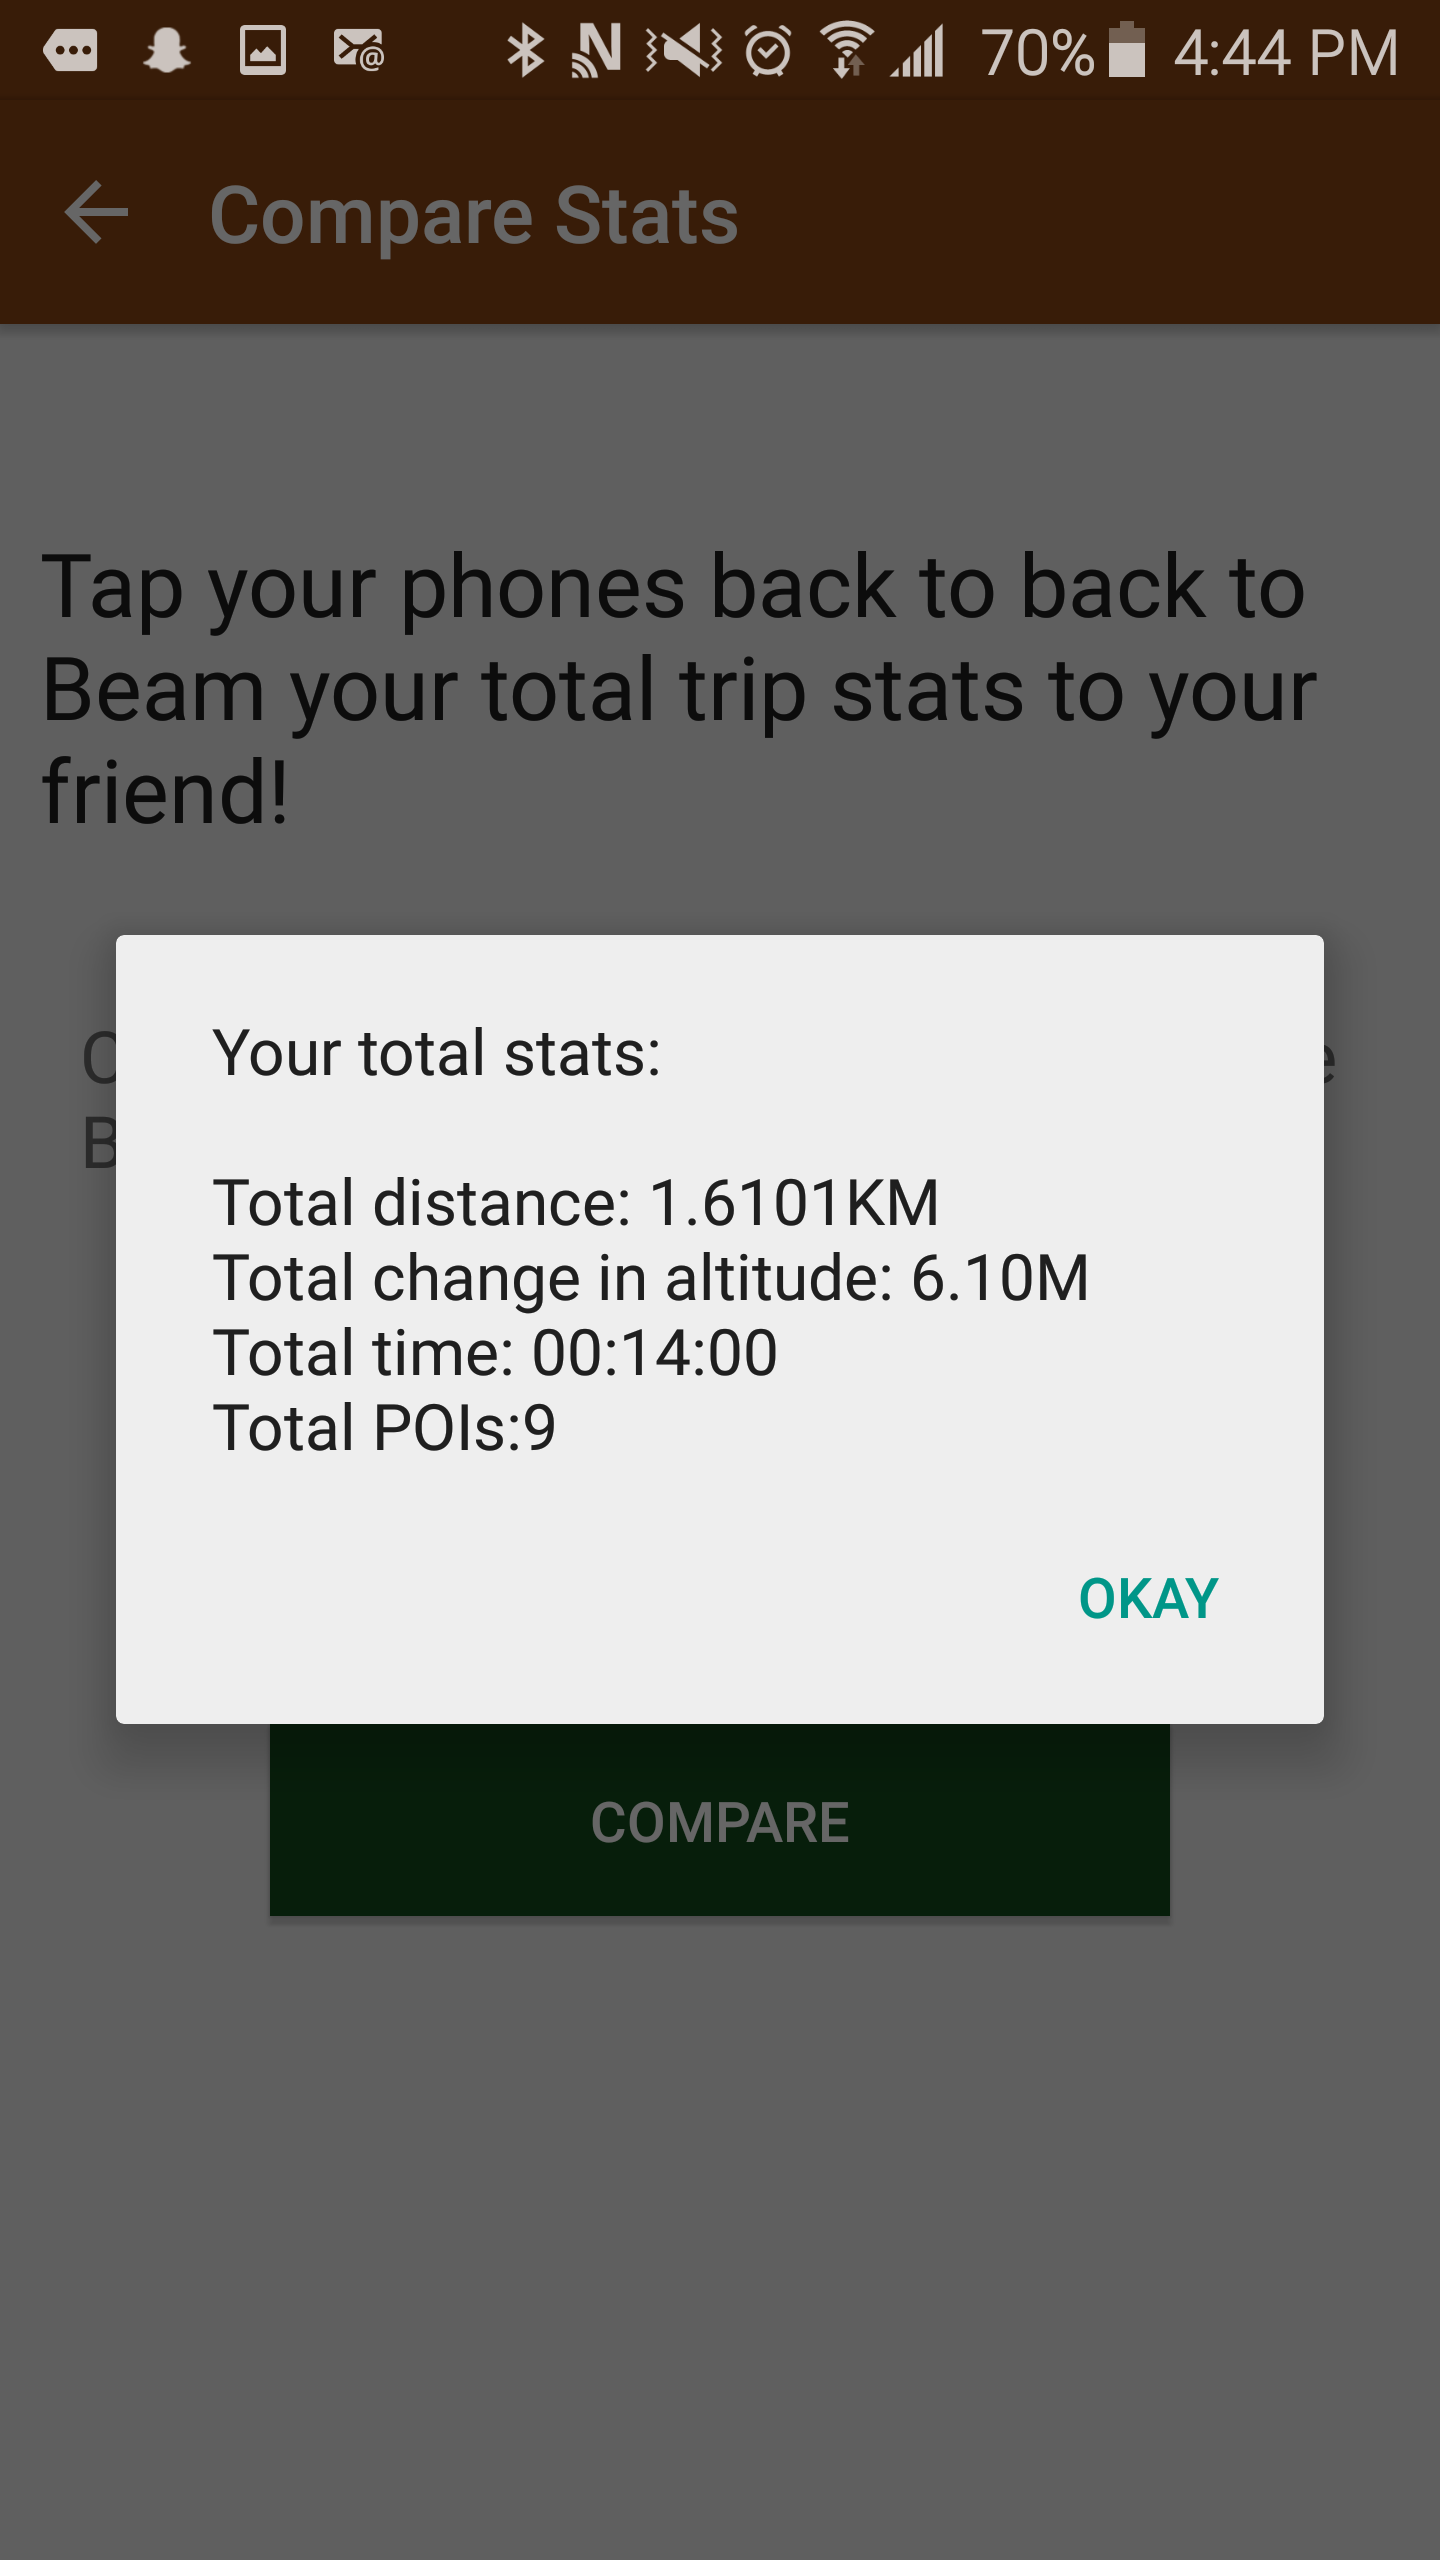 70% 4:44 PM
Compare Stats
Tap your phones back to back to
Beam your total trip stats to your
friend!
Your total stats:
Total distance: 1.6101KM
Total change in altitude: 6.10M
Total time: 00:14:00
Total POIs:9
OKAY
COMPARE